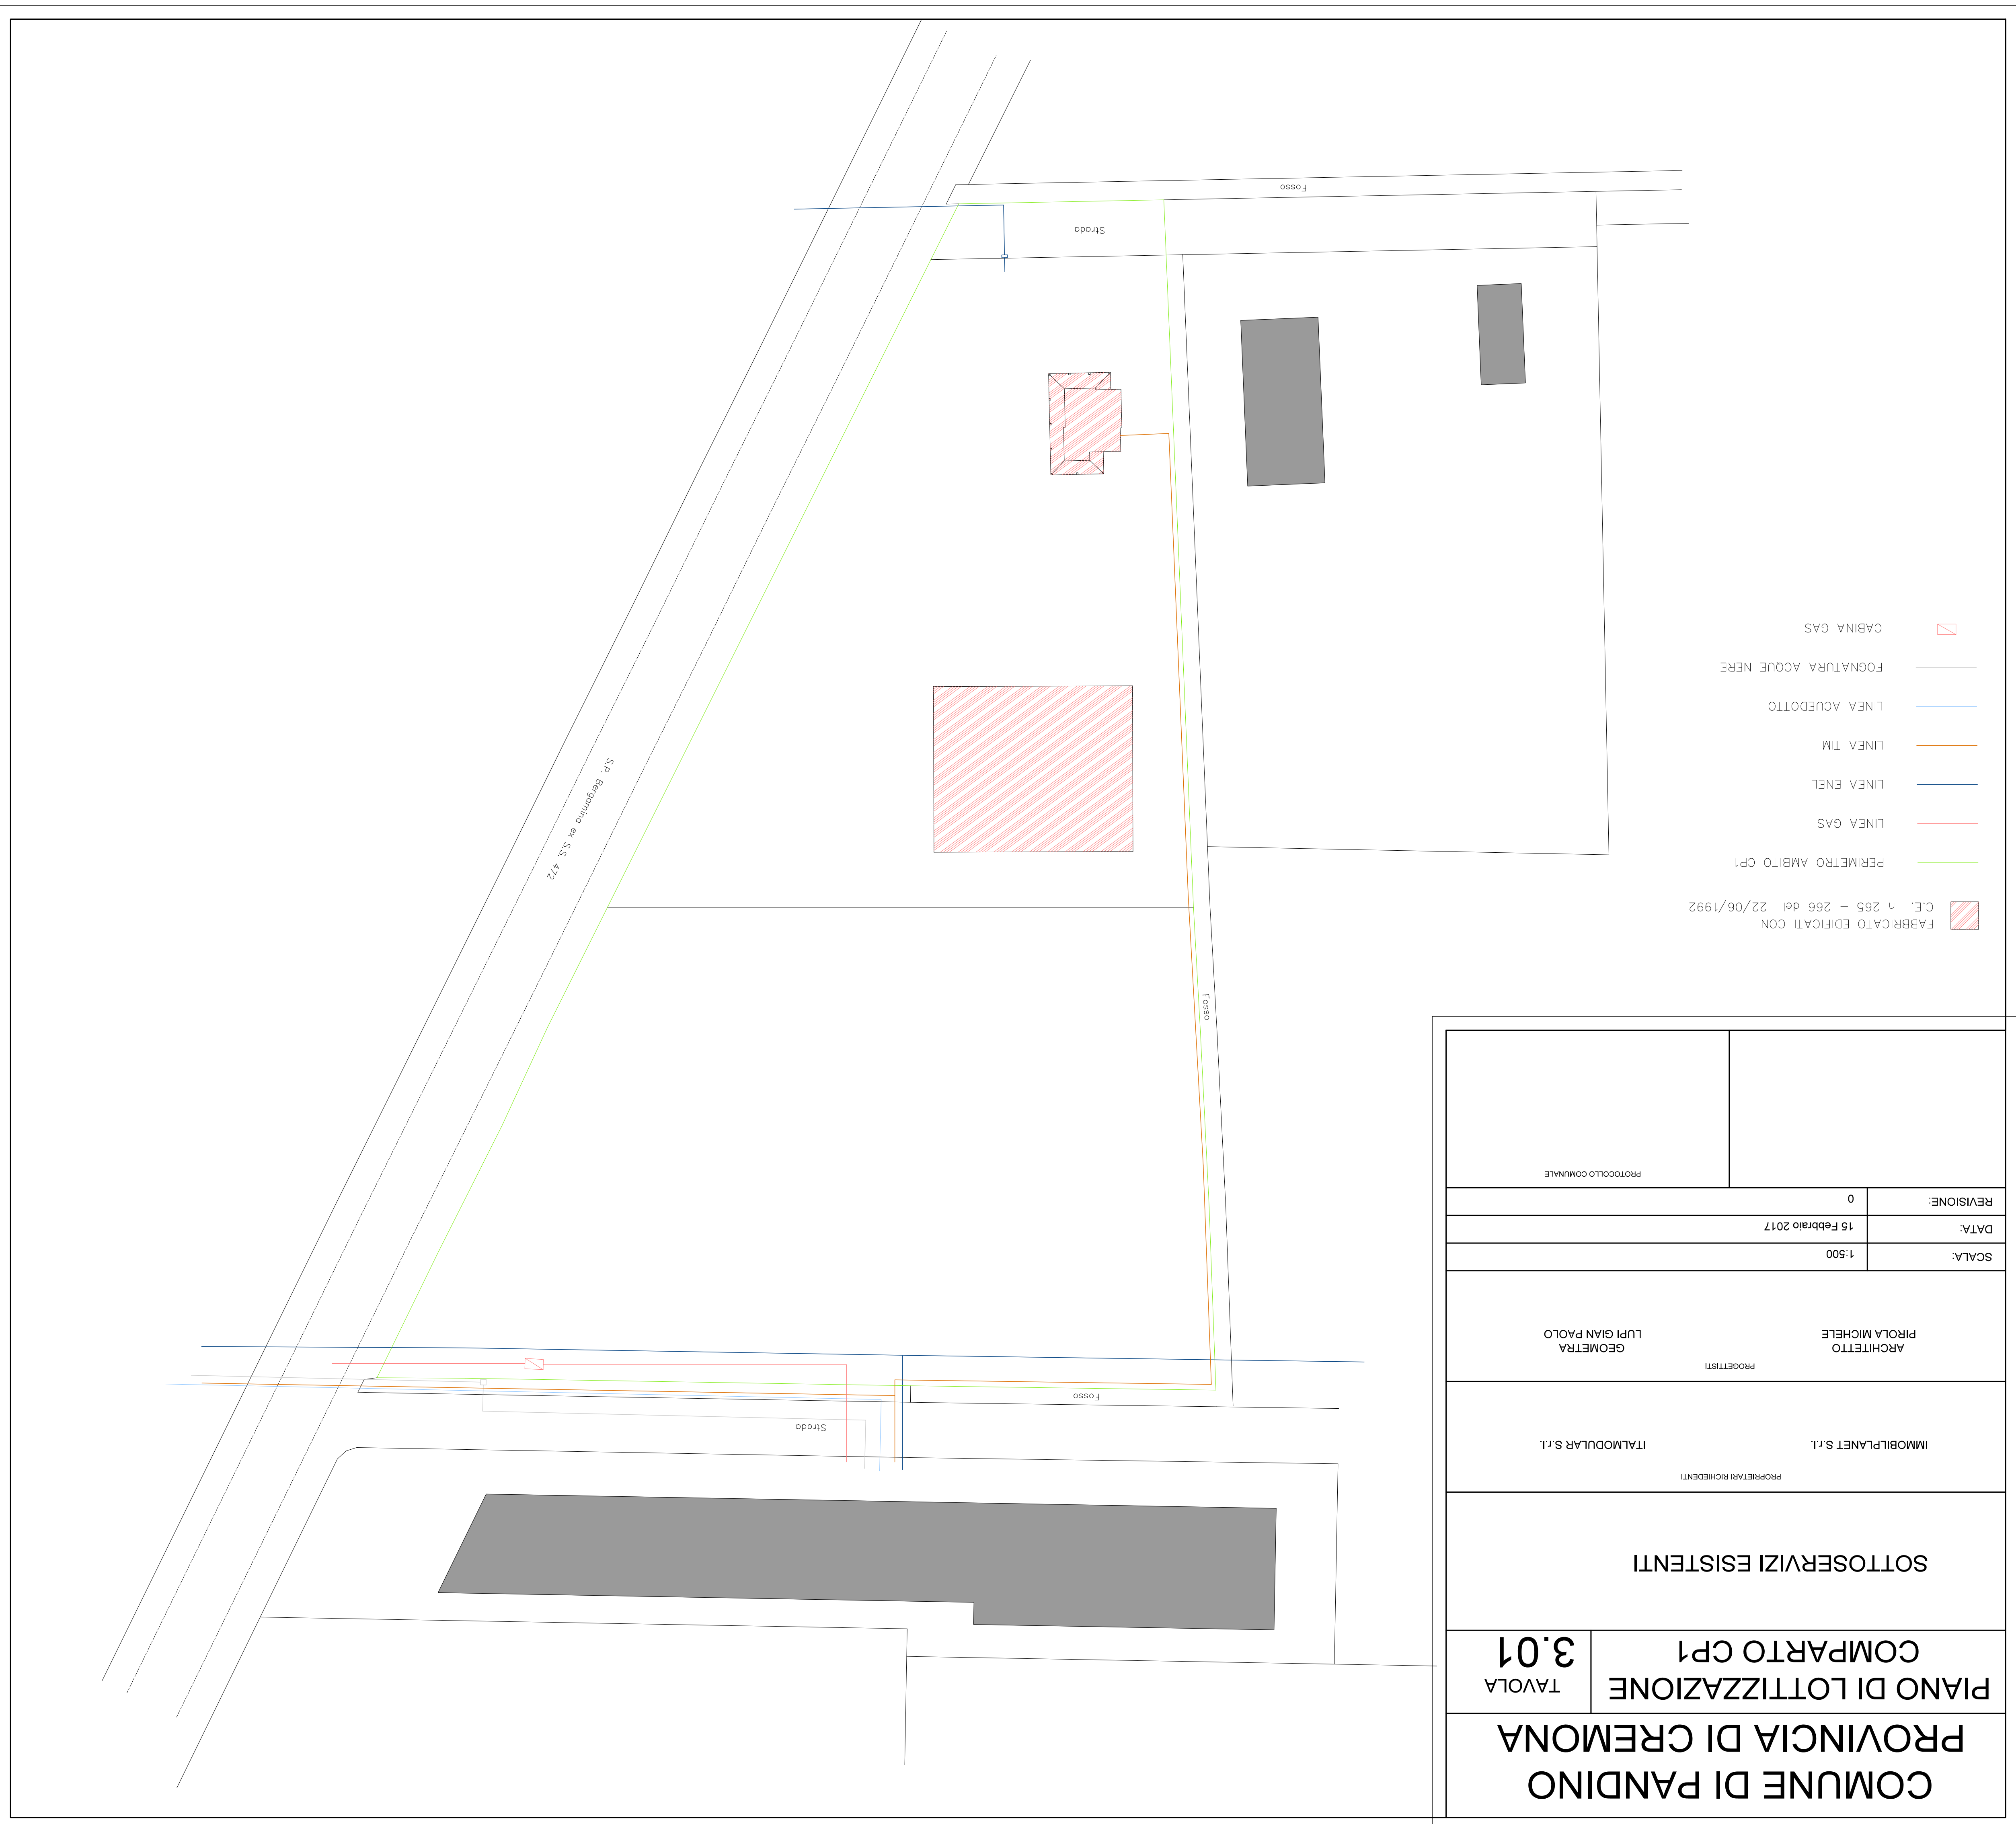 COMUNE DI PANDINO
PROVINCIA DI CREMONA
PIANO DI LOTTIZZAZIONE
COMPARTO CP1
TAVOLA
3.01
SOTTOSERVIZI ESISTENTI
PROPRIETARI RICHIEDENTI
IMMOBILPLANET S.r.l.
ITALMODULAR S.r.l.
PROGETTISTI
ARCHITETTO
PIROLA MICHELE
GEOMETRA
LUPI GIAN PAOLO
SCALA:
1:500
DATA:
15 Febbraio 2017
REVISIONE:
0
PROTOCOLLO COMUNALE
FABBRICATO EDIFICATI CON
C.E. n 265 – 266 del 22/06/1992
PERIMETRO AMBITO CP1
LINEA GAS
LINEA ENEL
LINEA TIM
LINEA ACUEDOTTO
FOGNATURA ACQUE NERE
CABINA GAS
Strada
Fosso
Fosso
S.P. Bergamina ex S.S. 472
Strada
Fosso